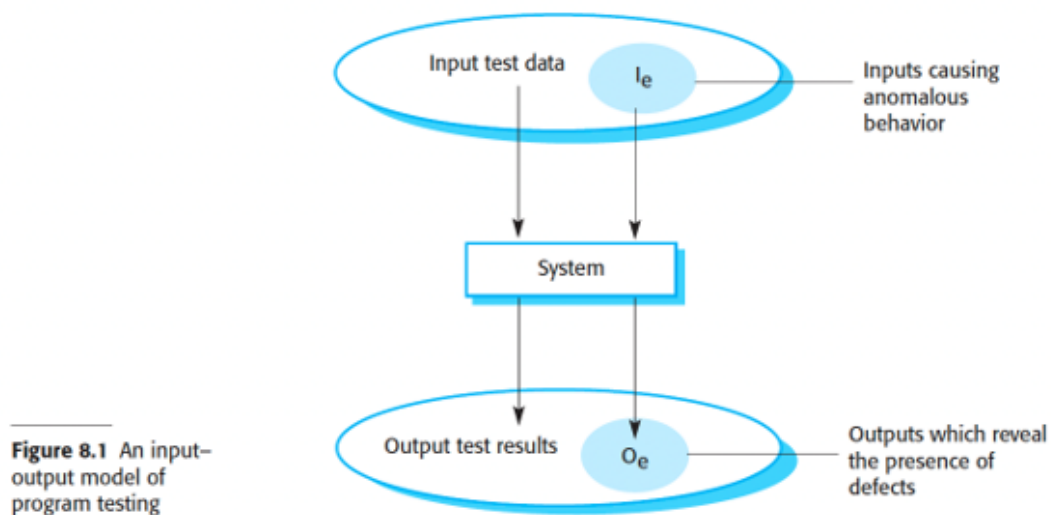 Input test data
Ie
Inputs causing
anomalous
behavior
System
Output test results
Oe
Outputs which reveal
the presence of
defects
Figure 8.1 An input–
output model of
program testing